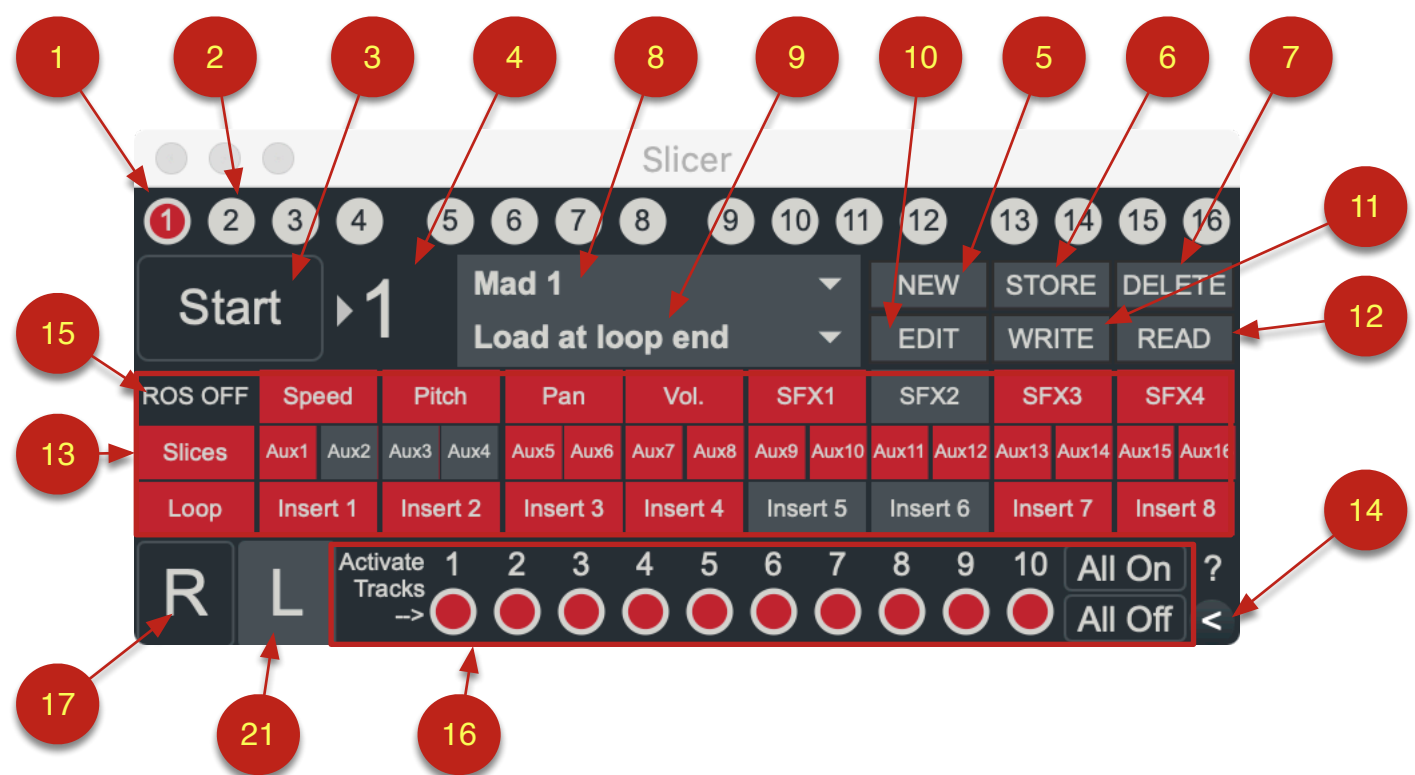 1 2 3 4 8 9 10 5 6 7
Slicer
1 2 3 4 5 6 7 8 9 10 11 12 13 14 15 16
11
Start 1 Mad 1 NEW STORE DELETE
Load at loop end EDIT WRITE READ
12
15
ROS OFF Speed Pitch Pan Vol. SFX1 SFX2 SFX3 SFX4
13
Slices Aux1 Aux2 Aux3 Aux4 Aux5 Aux6 Aux7 Aux8 Aux9 Aux10 Aux11 Aux12 Aux13 Aux14 Aux15 Aux16
Loop Insert 1 Insert 2 Insert 3 Insert 4 Insert 5 Insert 6 Insert 7 Insert 8
14
R L Activate 1 2 3 4 5 6 7 8 9 10 All On ?
Tracks
--> All Off <
17
21 16